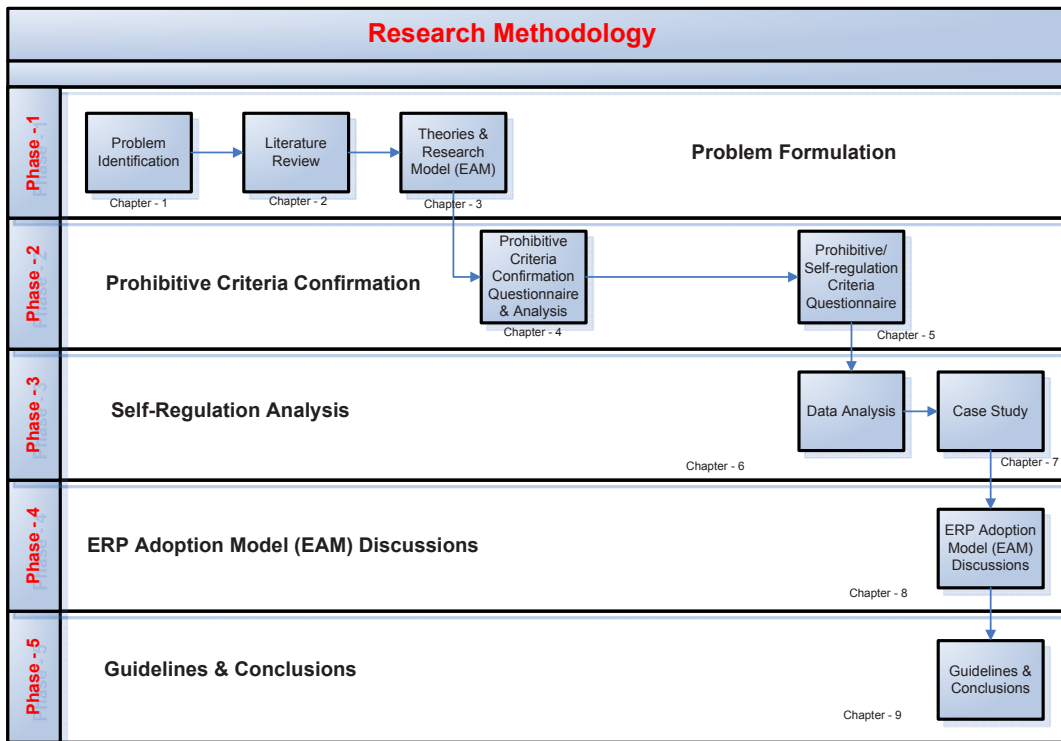 Research Methodology
Phase - 1
Problem
Identification
Chapter - 1
Literature
Review
Chapter - 2
Theories &
Research
Model (EAM)
Chapter - 3
Problem Formulation
Phase - 2
Prohibitive Criteria Confirmation
Prohibitive
Criteria
Confirmation
Questionnaire
& Analysis
Chapter - 4
Prohibitive/
Self-regulation
Criteria
Questionnaire
Chapter - 5
Phase - 3
Self-Regulation Analysis
Data Analysis
Chapter - 6
Case Study
Chapter - 7
Phase - 4
ERP Adoption Model (EAM) Discussions
ERP Adoption
Model (EAM)
Discussions
Chapter - 8
Phase - 5
Guidelines & Conclusions
Guidelines &
Conclusions
Chapter - 9